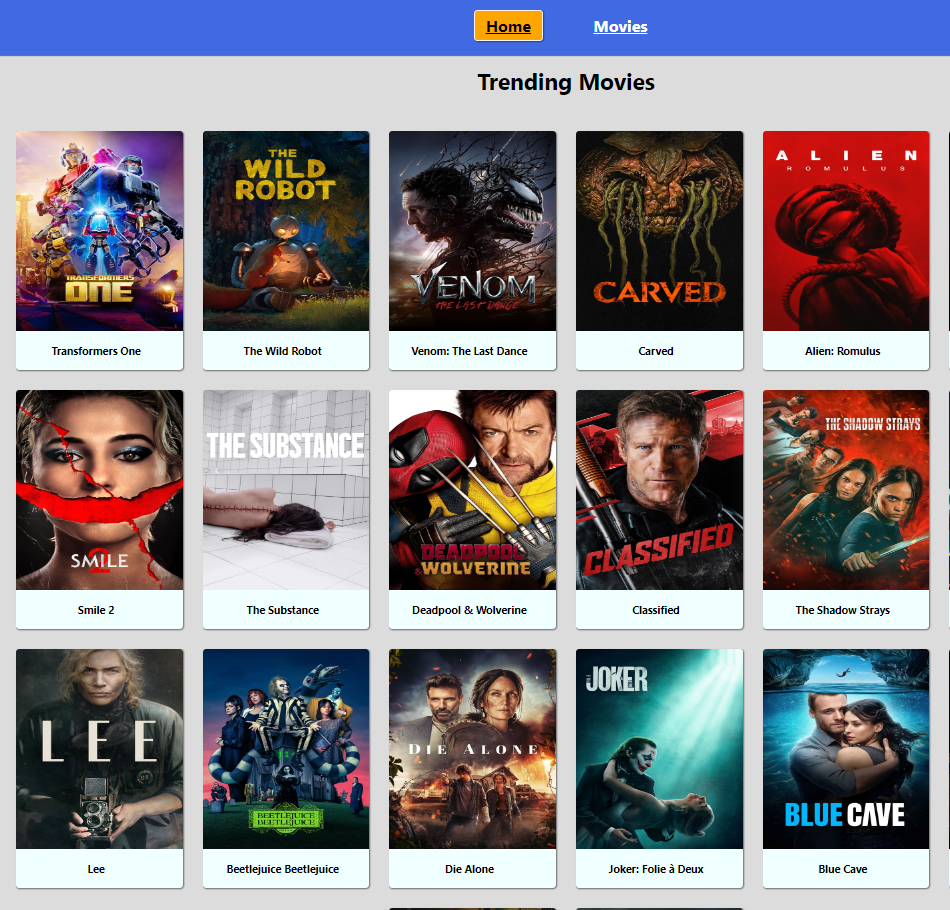 Home
Movies
Trending Movies
TRANSFORMERS
ONE
THE
WILD
ROBOT
VENOM
THE LAST DANCE
CARVED
ALIEN
ROMULUS
Transformers One
The Wild Robot
Venom: The Last Dance
Carved
Alien: Romulus
SMILE
2
THE SUBSTANCE
DEADPOOL
& WOLVERINE
CLASSIFIED
THE SHADOW STRAYS
Smile 2
The Substance
Deadpool & Wolverine
Classified
The Shadow Strays
LEE
BEETLEJUICE
BEETLEJUICE
DIE ALONE
JOKER
BLUE CAVE
Lee
Beetlejuice Beetlejuice
Die Alone
Joker: Folie à Deux
Blue Cave